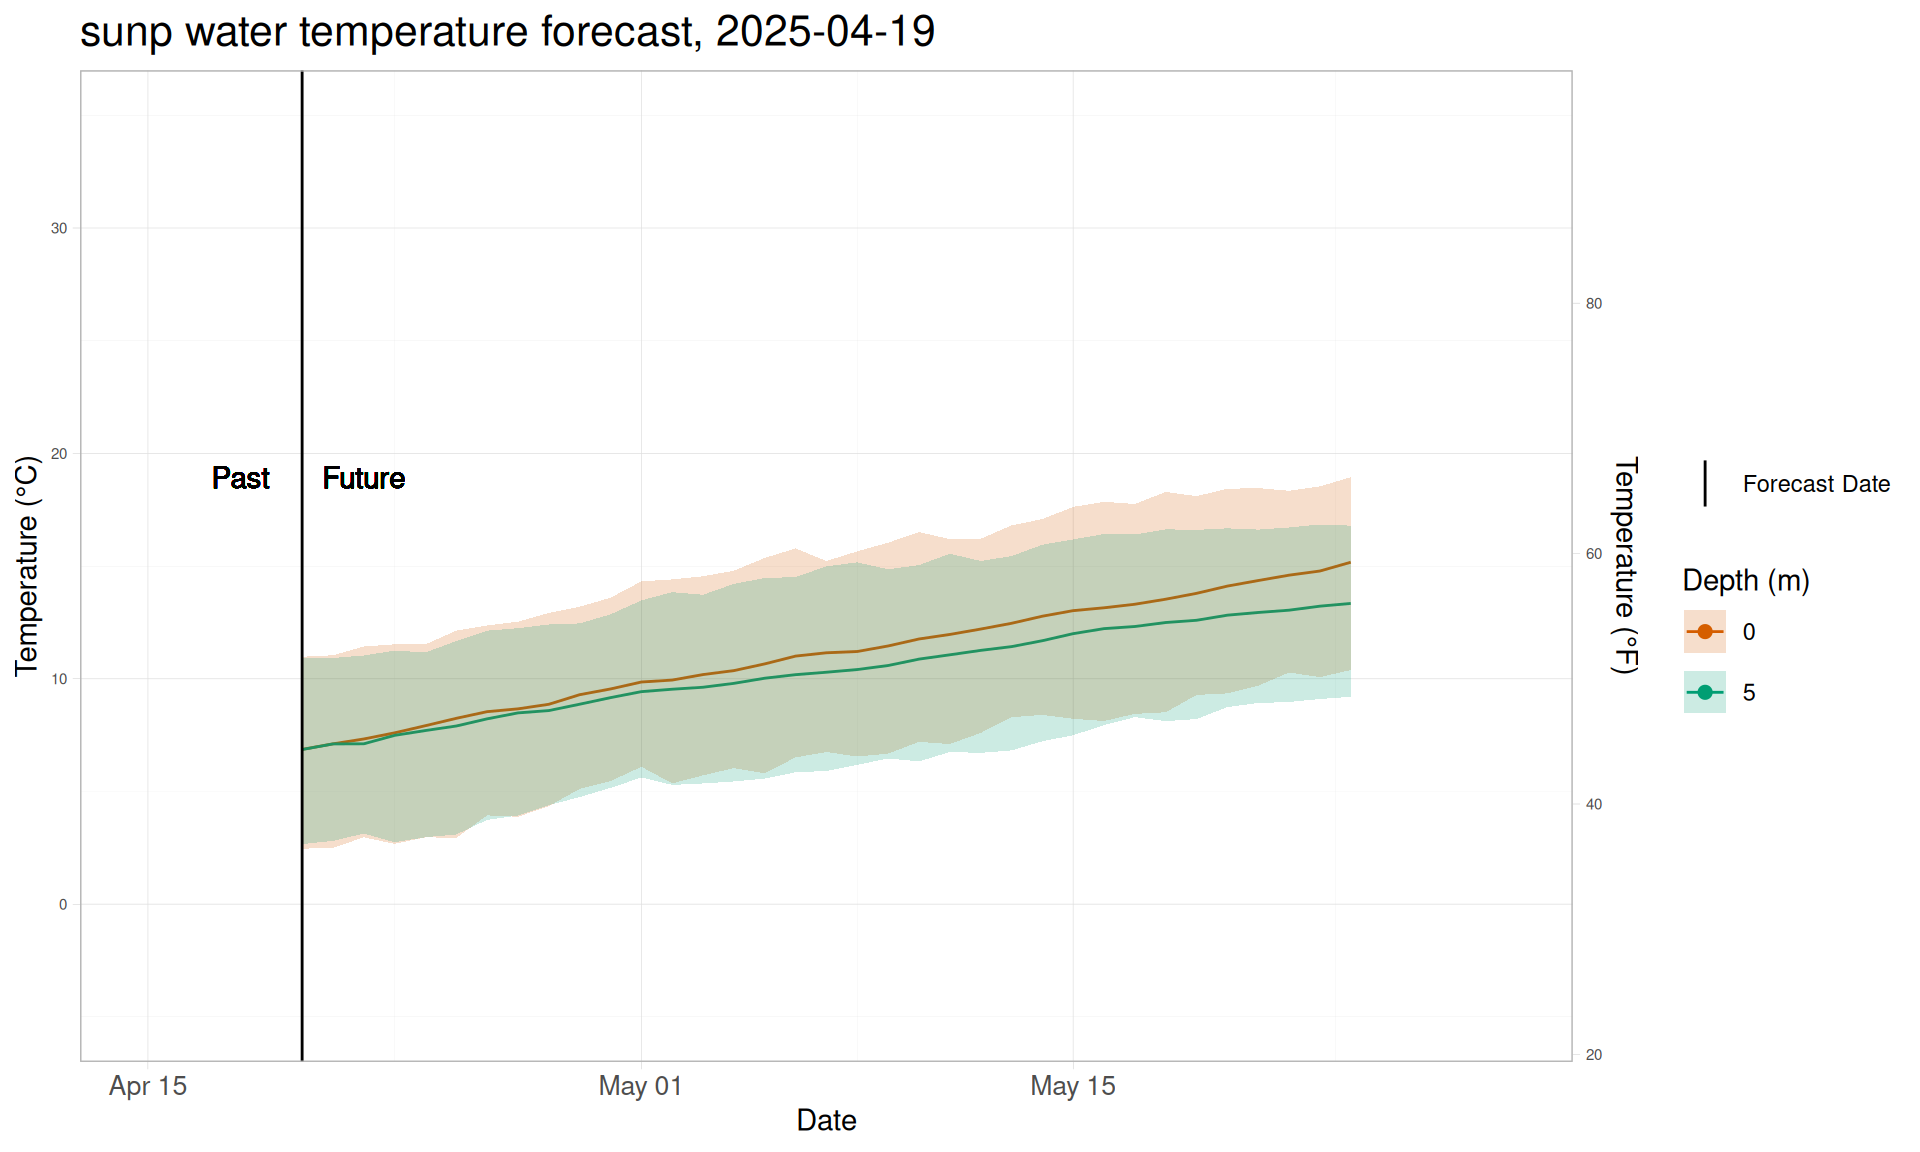 sunp water temperature forecast, 2025-04-19
Temperature (°C)
30
20
10
0
Past
Future
Apr 15
May 01
May 15
Date
80
60
40
20
Temperature (°F)
Forecast Date
Depth (m)
0
5